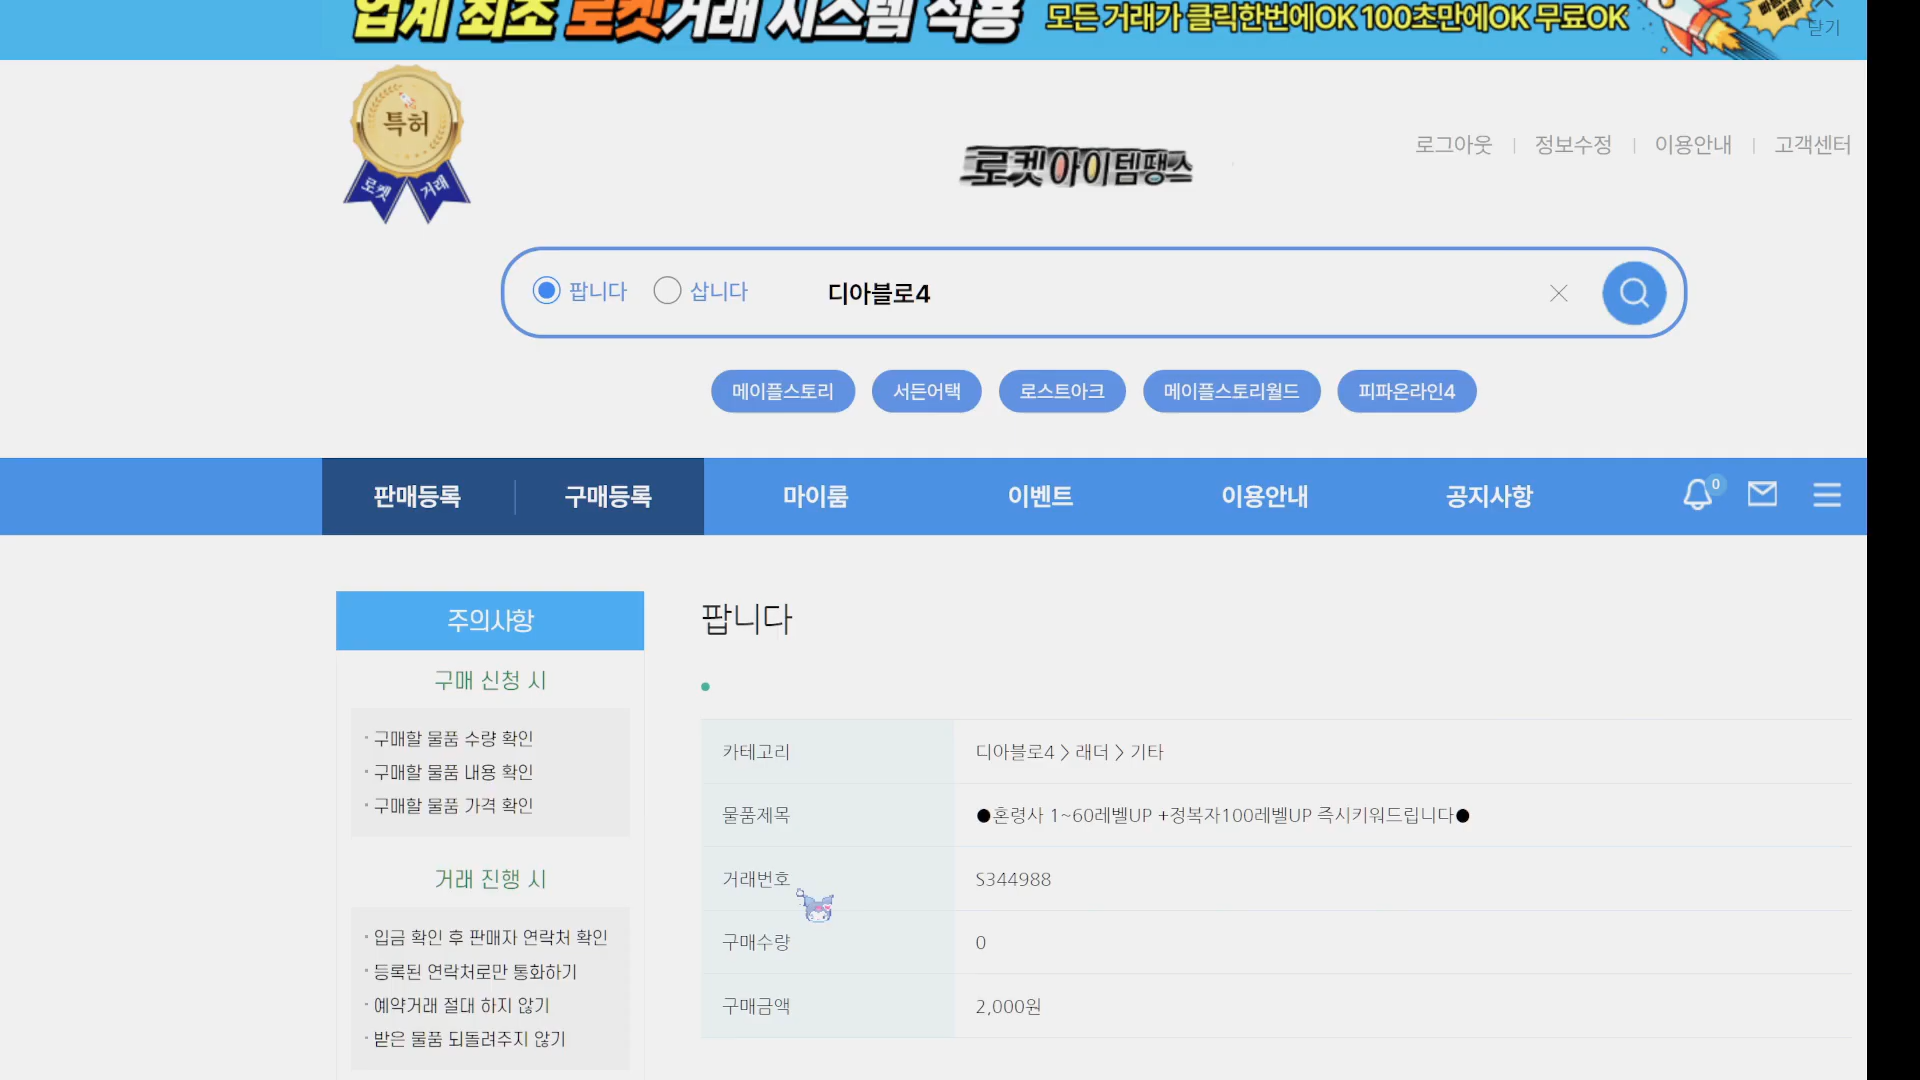 업계 최초 로켓거래 시스템 적용 모든 거래가 클릭한번에OK 100초만에OK 무료OK
닫기
특허
로켓 거래
로켓아이템땡스
로그아웃 | 정보수정 | 이용안내 | 고객센터
팝니다 삽니다 디아블로4
메이플스토리 서든어택 로스트아크 메이플스토리월드 피파온라인4
판매등록 구매등록 마이룸 이벤트 이용안내 공지사항 0
주의사항
구매 신청 시
· 구매할 물품 수량 확인
· 구매할 물품 내용 확인
· 구매할 물품 가격 확인
거래 진행 시
· 입금 확인 후 판매자 연락처 확인
· 등록된 연락처로만 통화하기
· 예약거래 절대 하지 않기
· 받은 물품 되돌려주지 않기
팝니다
카테고리 디아블로4 > 래더 > 기타
물품제목 ●혼령사 1~60레벨UP +정복자100레벨UP 즉시키워드립니다●
거래번호 S344988
구매수량 0
구매금액 2,000원